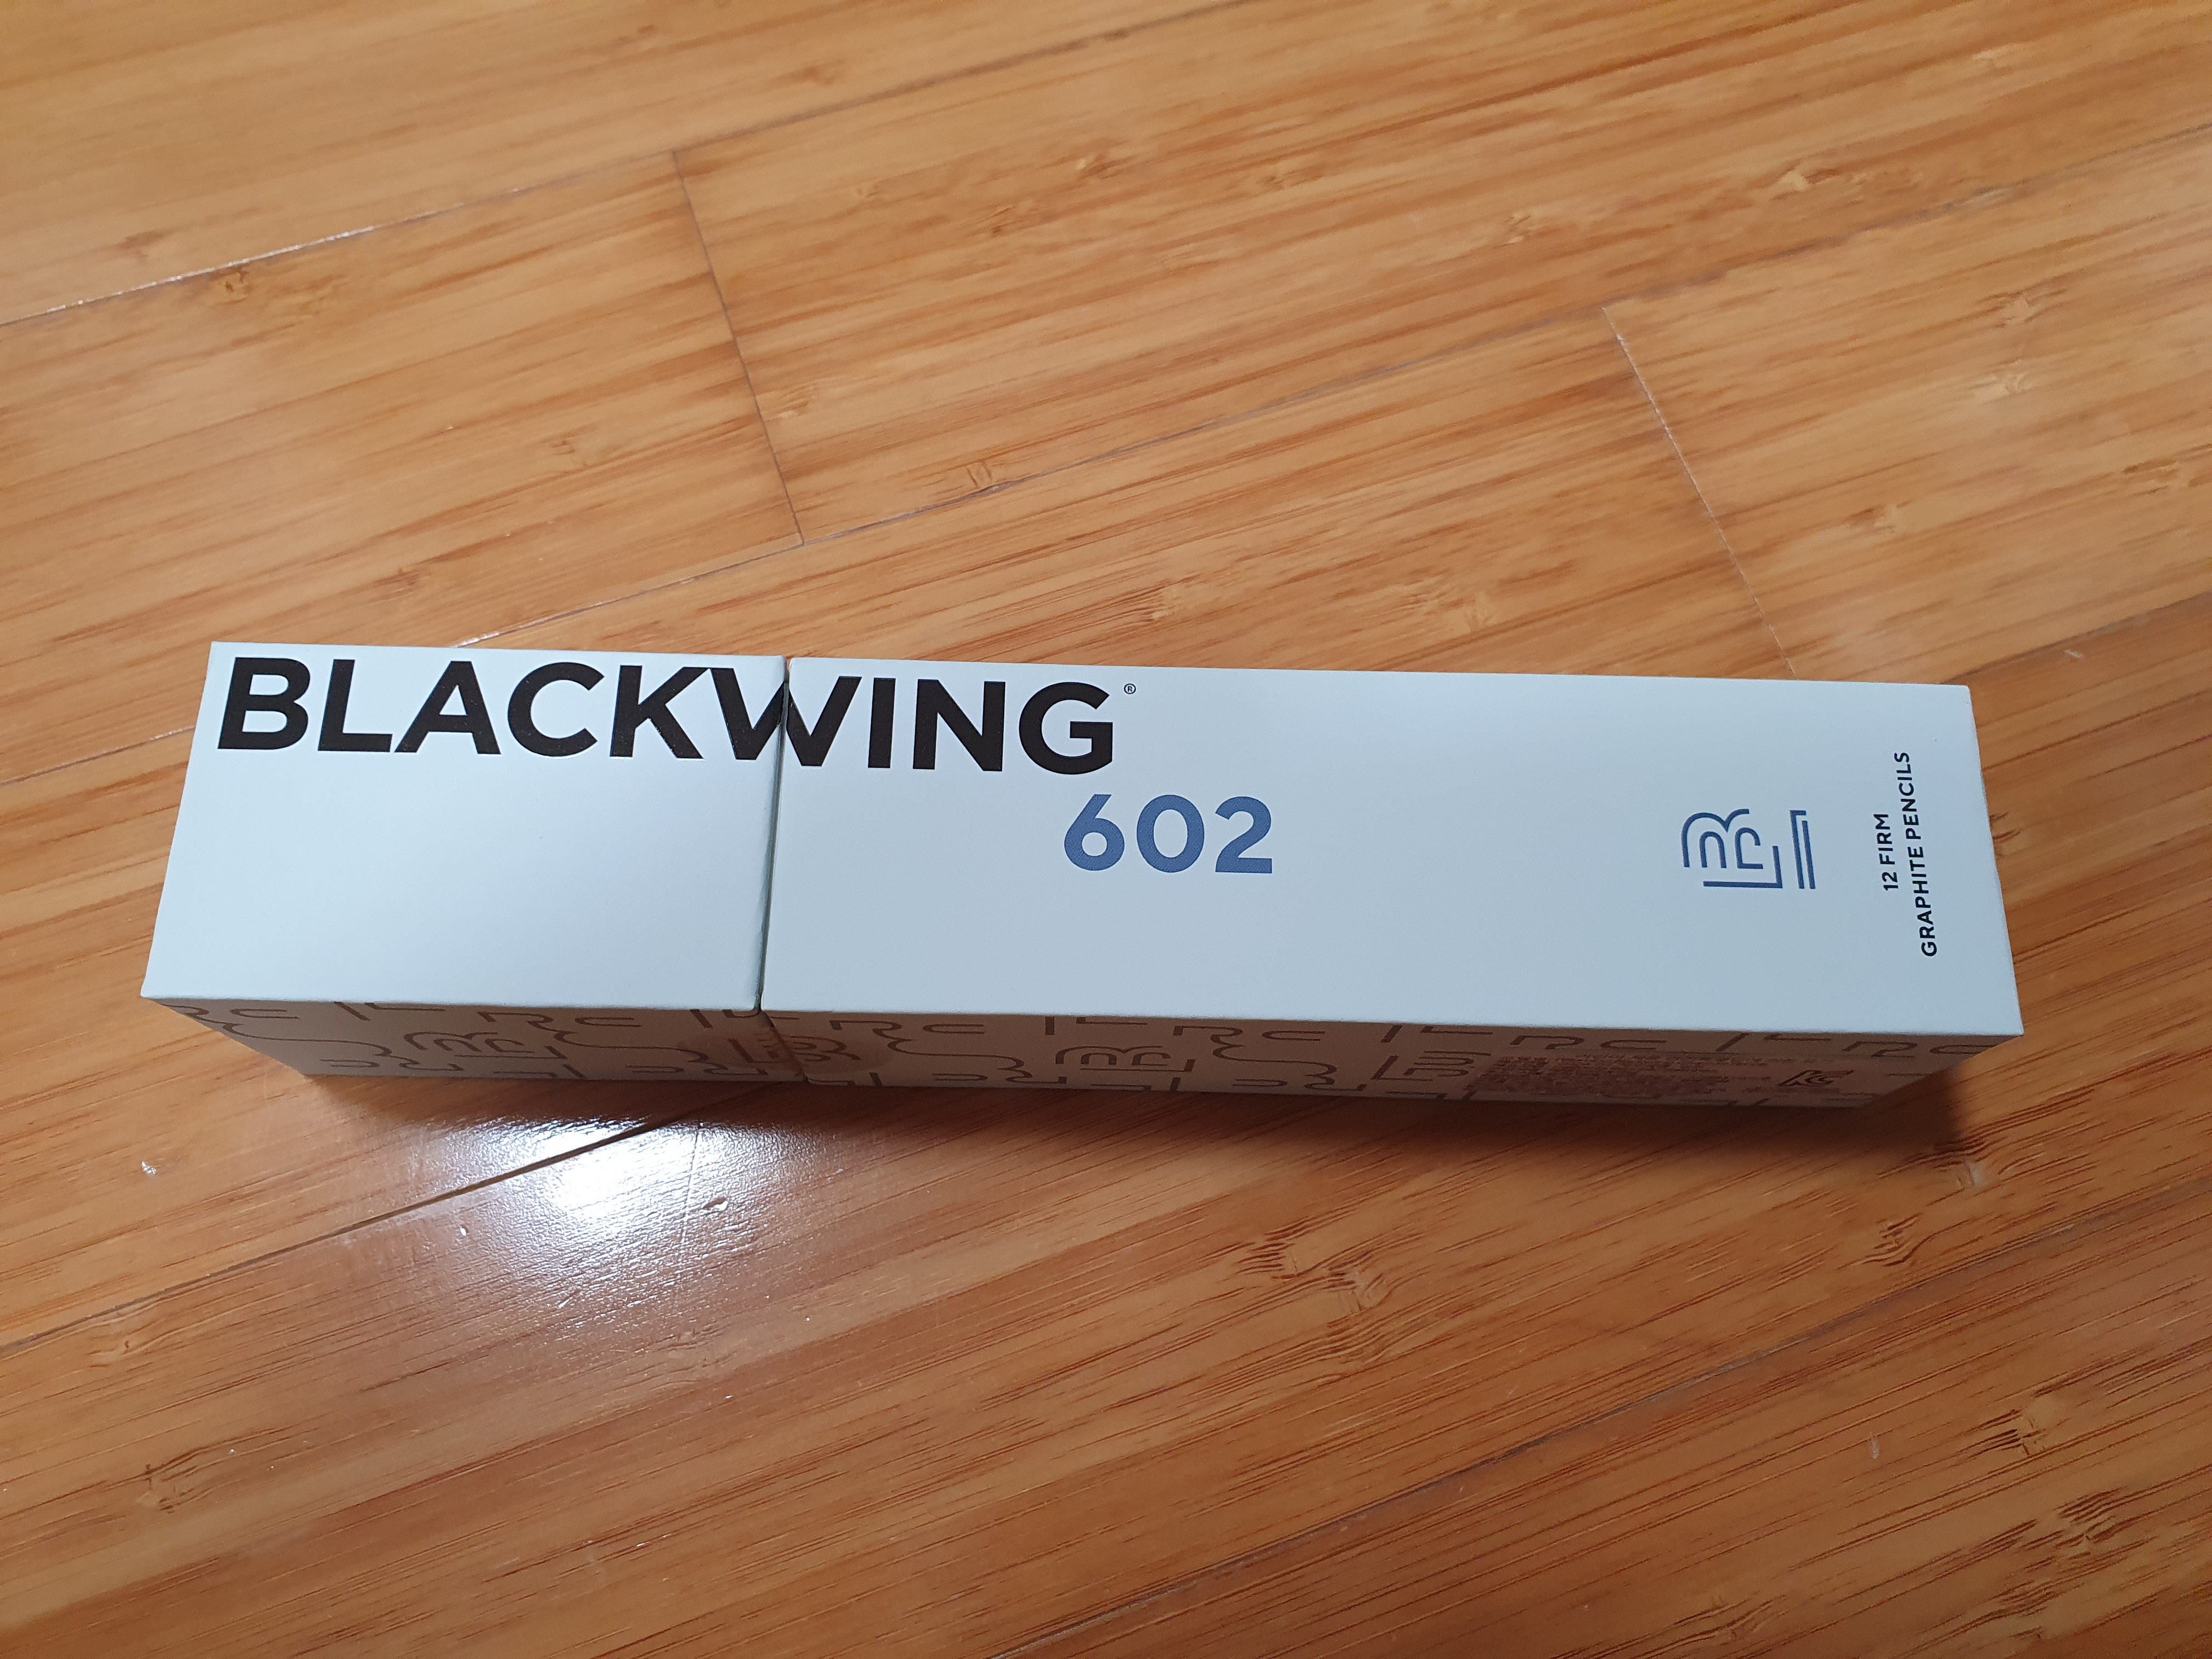 BLACKWING®
602
12 FIRM
GRAPHITE PENCILS